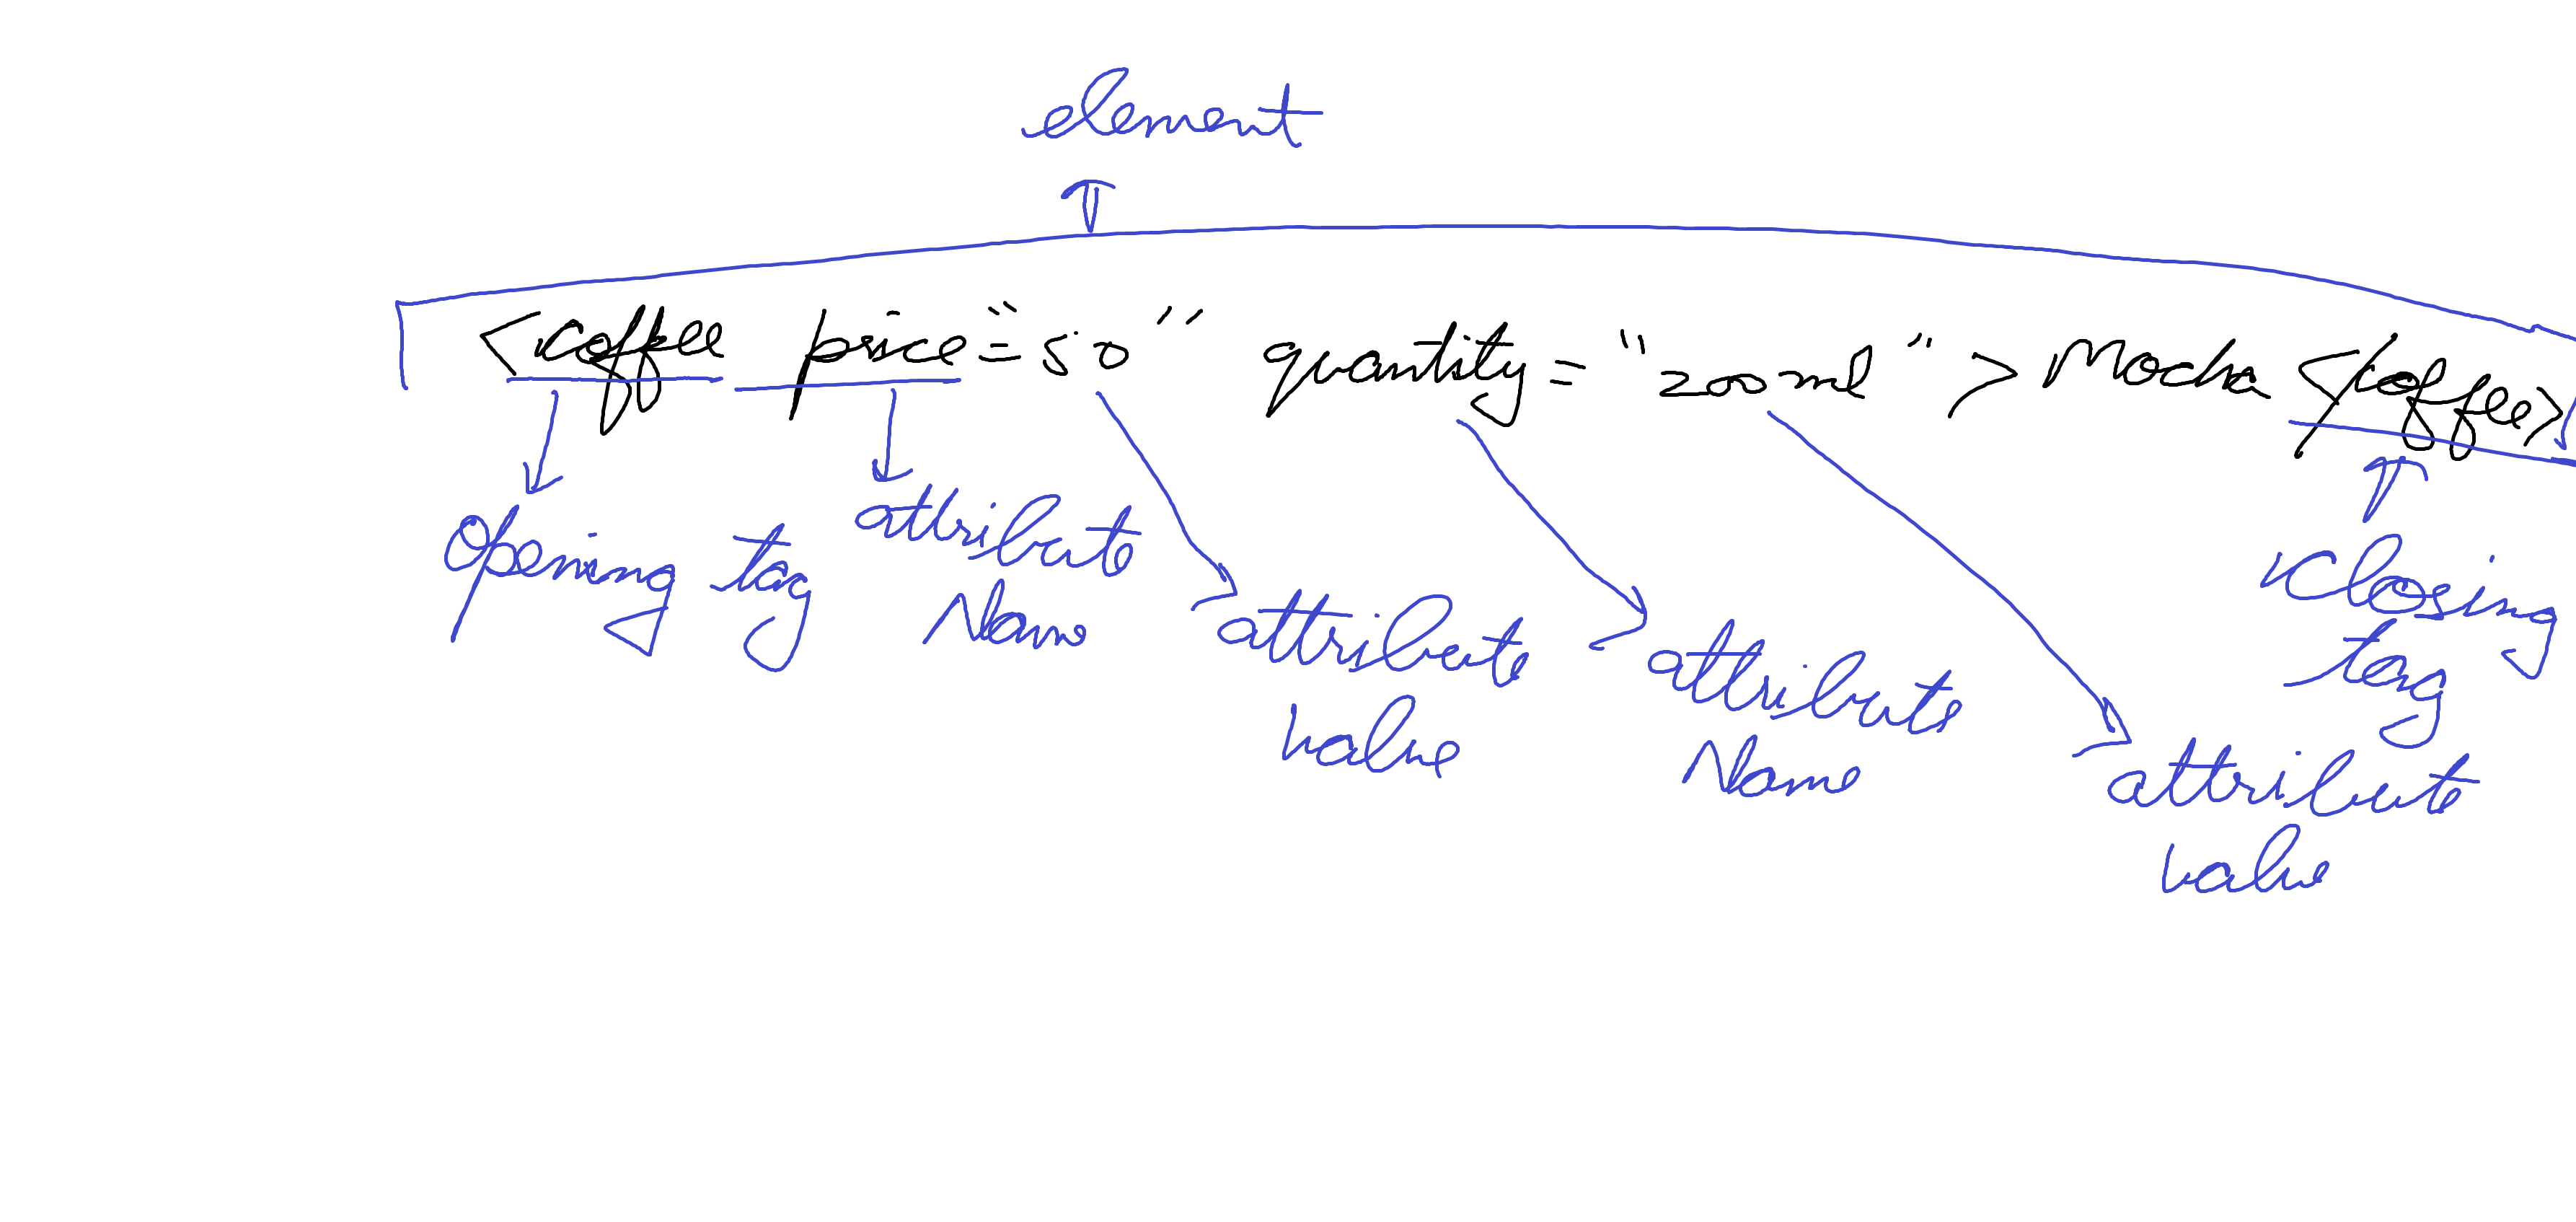 element
<coffee price="50" quantity="200ml"> Mocha </coffee>
Opening tag
attribute
Name
attribute
value
attribute
Name
attribute
value
Closing
tag